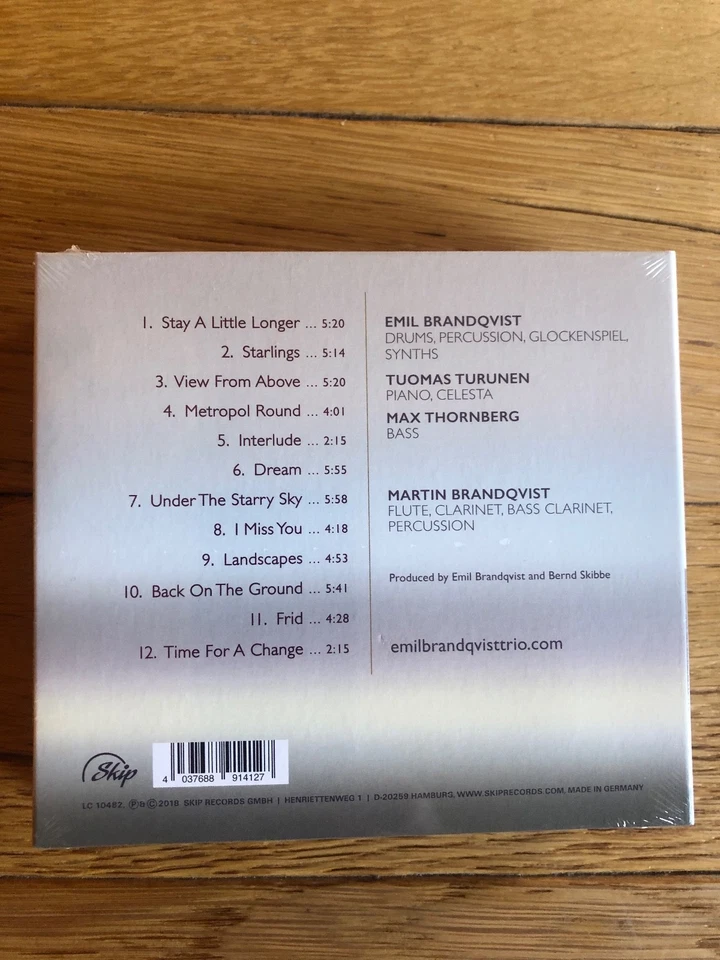 1. Stay A Little Longer ... 5:20
2. Starlings ... 5:14
3. View From Above ... 5:20
4. Metropol Round ... 4:01
5. Interlude ... 2:15
6. Dream ... 5:55
7. Under The Starry Sky ... 5:58
8. I Miss You ... 4:18
9. Landscapes ... 4:53
10. Back On The Ground ... 5:41
11. Frid ... 4:28
12. Time For A Change ... 2:15
EMIL BRANDQVIST
DRUMS, PERCUSSION, GLOCKENSPIEL,
SYNTHS
TUOMAS TURUNEN
PIANO, CELESTA
MAX THORNBERG
BASS
MARTIN BRANDQVIST
FLUTE, CLARINET, BASS CLARINET,
PERCUSSION
Produced by Emil Brandqvist and Bernd Skibbe
emilbrandqvisttrio.com
Skip
4 037688 914127
LC 10482. ℗&©2018 SKIP RECORDS GMBH | HENRIETTENWEG 1 | D-20259 HAMBURG, WWW.SKIPRECORDS.COM, MADE IN GERMANY